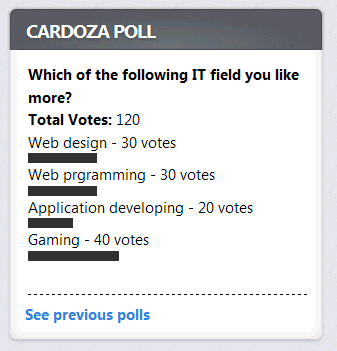 CARDOZA POLL
Which of the following IT field you like
more?
Total Votes: 120
Web design - 30 votes
Web prgramming - 30 votes
Application developing - 20 votes
Gaming - 40 votes
See previous polls